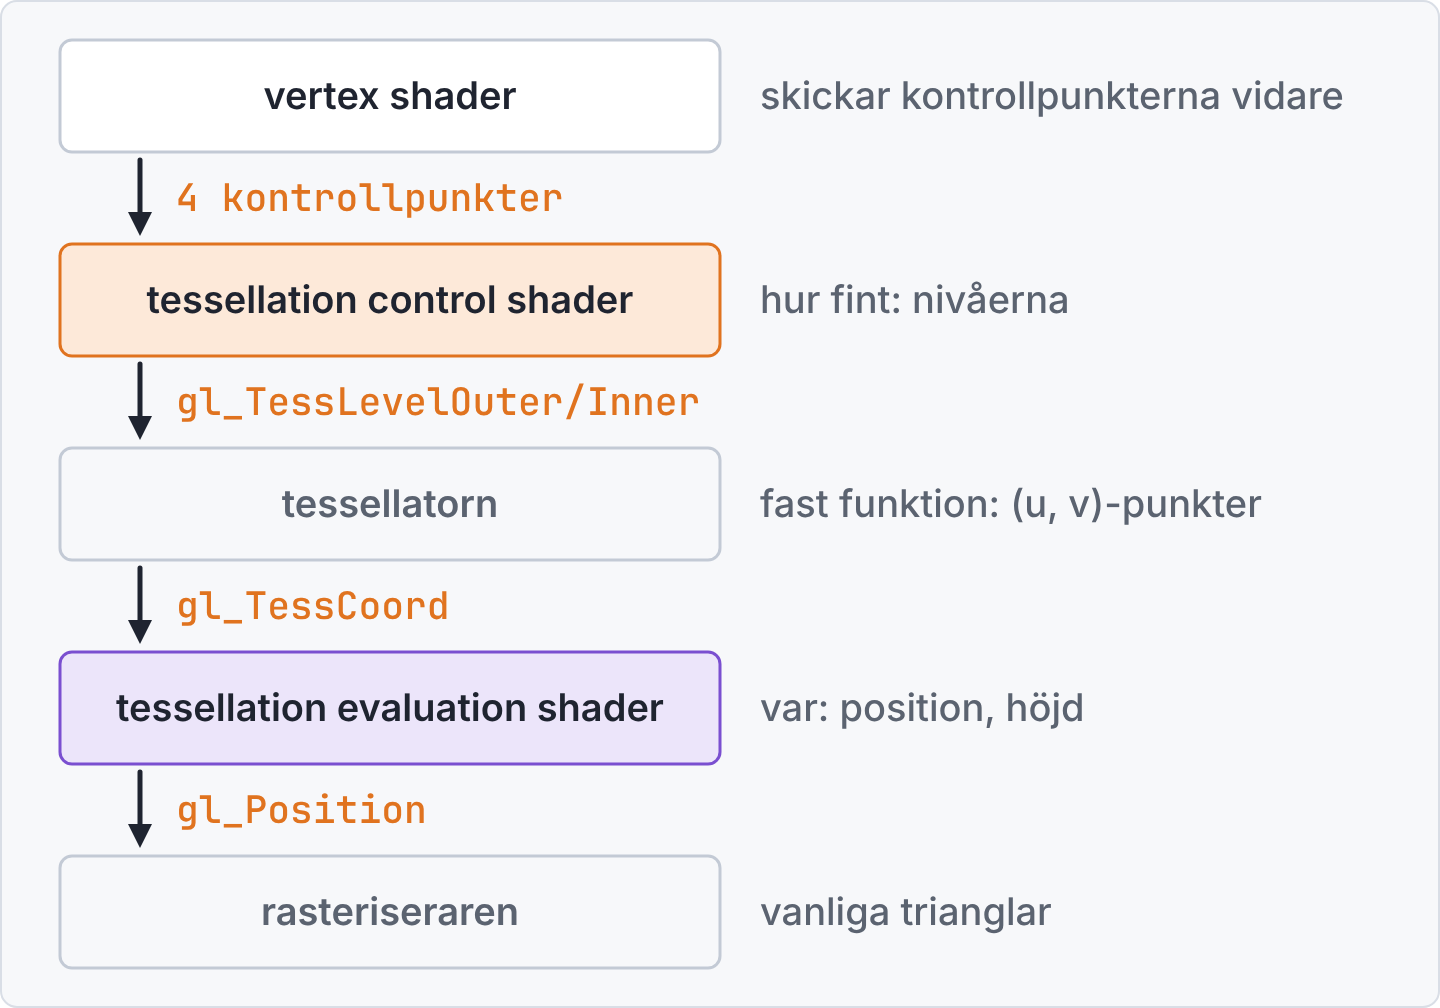 vertex shader
skickar kontrollpunkterna vidare
4 kontrollpunkter
tessellation control shader
hur fint: nivåerna
gl_TessLevelOuter/Inner
tessellatorn
fast funktion: (u, v)-punkter
gl_TessCoord
tessellation evaluation shader
var: position, höjd
gl_Position
rasteriseraren
vanliga trianglar